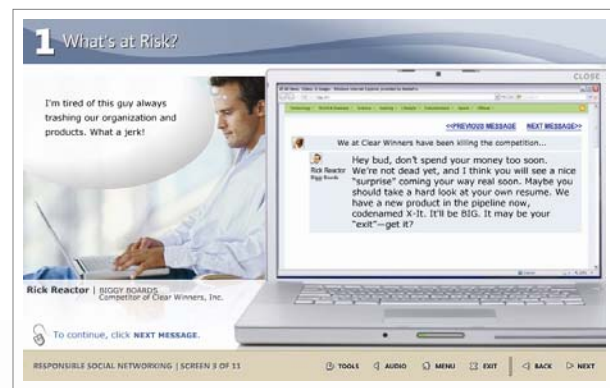 1 What's at Risk?
CLOSE
I'm tired of this guy always
trashing our organization and
products. What a jerk!
<<PREVIOUS MESSAGE NEXT MESSAGE>>
We at Clear Winners have been killing the competition...
Rick Reactor
Biggy Boards
Hey bud, don't spend your money too soon.
We're not dead yet, and I think you will see a nice
"surprise" coming your way real soon. Maybe you
should take a hard look at your own resume. We
have a new product in the pipeline now,
codenamed X-It. It'll be BIG. It may be your
"exit"—get it?
Rick Reactor | BIGGY BOARDS
Competitor of Clear Winners, Inc.
To continue, click NEXT MESSAGE.
RESPONSIBLE SOCIAL NETWORKING | SCREEN 3 OF 11
TOOLS AUDIO MENU EXIT BACK NEXT